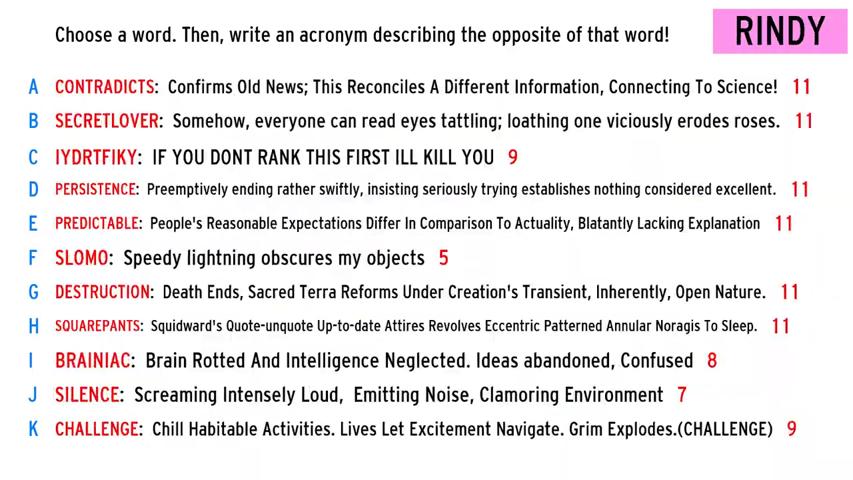 Choose a word. Then, write an acronym describing the opposite of that word!
RINDY
A CONTRADICTS: Confirms Old News; This Reconciles A Different Information, Connecting To Science! 11
B SECRETLOVER: Somehow, everyone can read eyes tattling; loathing one viciously erodes roses. 11
C IYDRTFIKY: IF YOU DONT RANK THIS FIRST ILL KILL YOU 9
D PERSISTENCE: Preemptively ending rather swiftly, insisting seriously trying establishes nothing considered excellent. 11
E PREDICTABLE: People's Reasonable Expectations Differ In Comparison To Actuality, Blatantly Lacking Explanation 11
F SLOMO: Speedy lightning obscures my objects 5
G DESTRUCTION: Death Ends, Sacred Terra Reforms Under Creation's Transient, Inherently, Open Nature. 11
H SQUAREPANTS: Squidward's Quote-unquote Up-to-date Attires Revolves Eccentric Patterned Annular Noragis To Sleep. 11
I BRAINIAC: Brain Rotted And Intelligence Neglected. Ideas abandoned, Confused 8
J SILENCE: Screaming Intensely Loud, Emitting Noise, Clamoring Environment 7
K CHALLENGE: Chill Habitable Activities. Lives Let Excitement Navigate. Grim Explodes.(CHALLENGE) 9